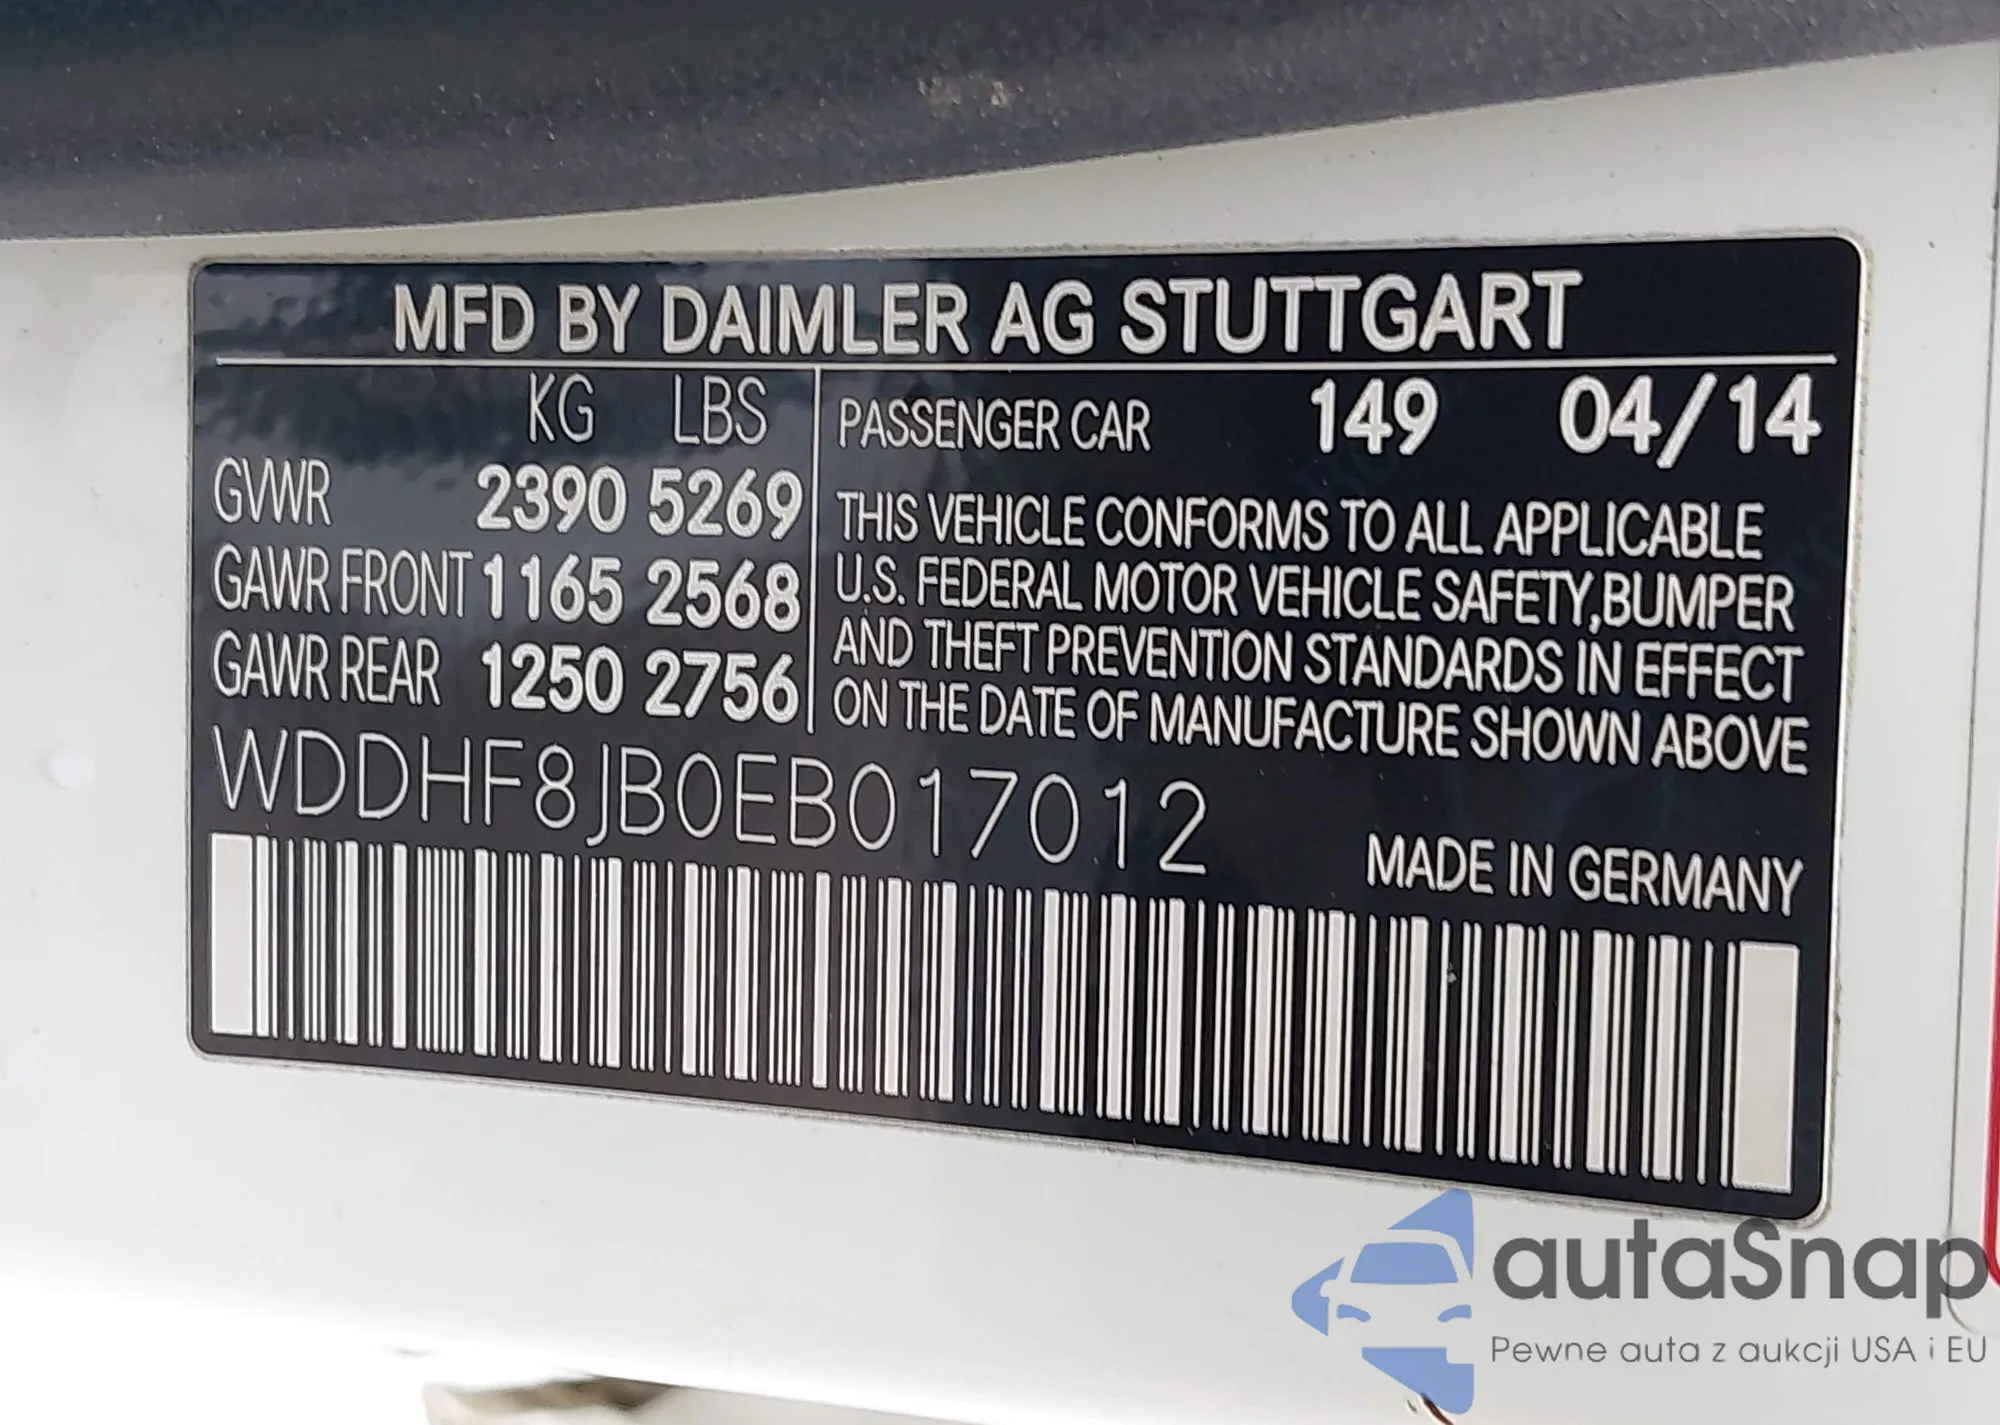 MFD BY DAIMLER AG STUTTGART
KG LBS
GVWR 2390 5269
GAWR FRONT 1165 2568
GAWR REAR 1250 2756
PASSENGER CAR 149 04/14
THIS VEHICLE CONFORMS TO ALL APPLICABLE
U.S. FEDERAL MOTOR VEHICLE SAFETY,BUMPER
AND THEFT PREVENTION STANDARDS IN EFFECT
ON THE DATE OF MANUFACTURE SHOWN ABOVE
WDDHF8JB0EB017012
MADE IN GERMANY
autaSnap
Pewne auta z aukcji USA i EU